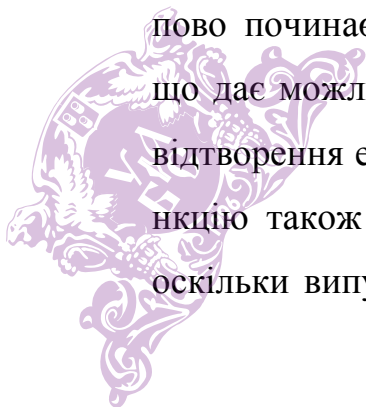 пово починає
що дає можл
відтворення е
нкцію також
оскільки випу